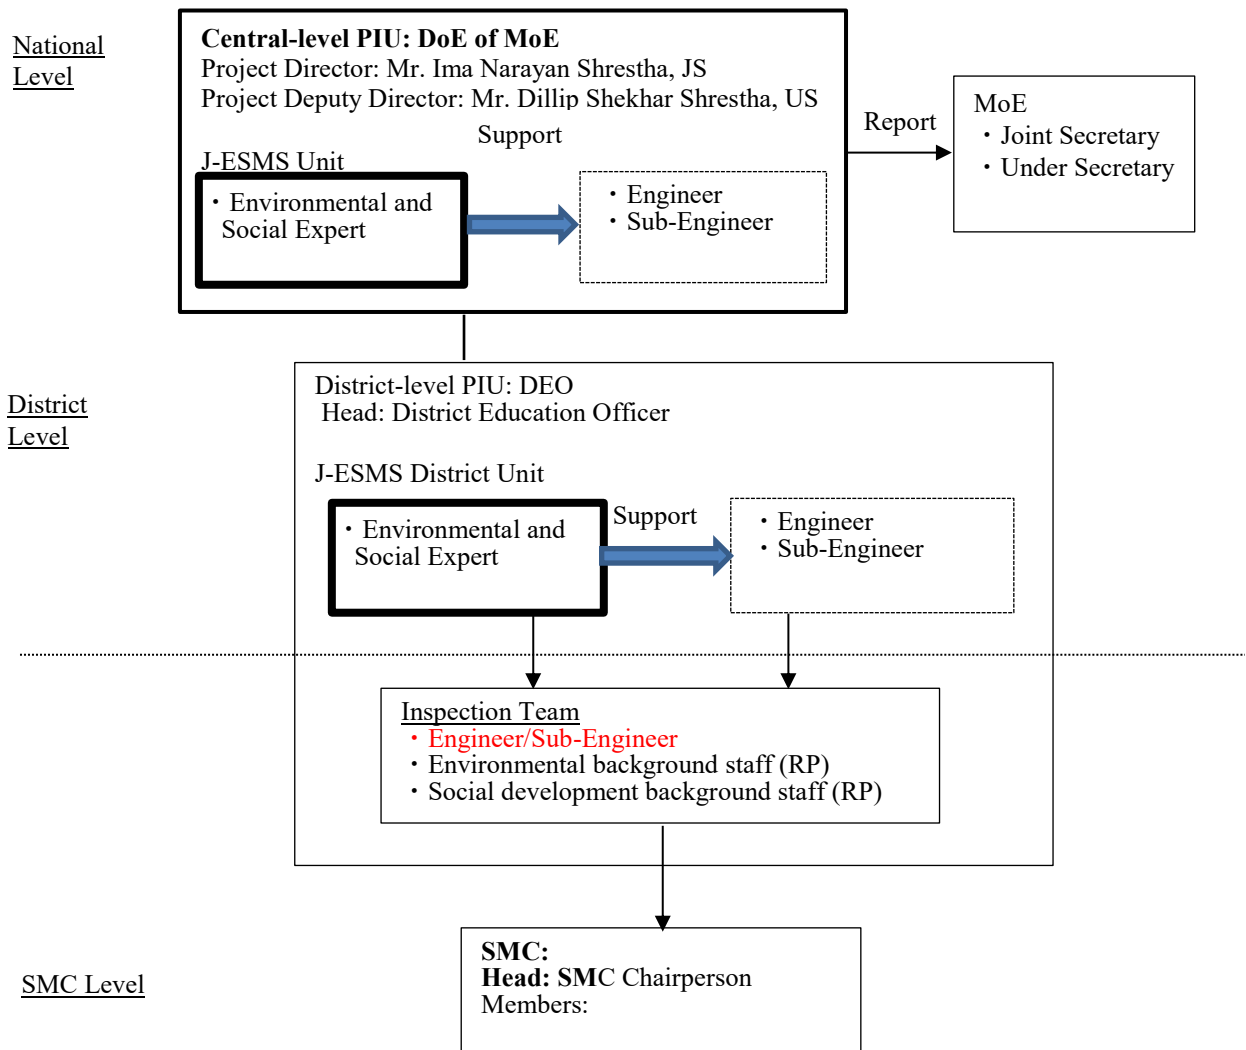 National
Level
Central-level PIU: DoE of MoE
Project Director: Mr. Ima Narayan Shrestha, JS
Project Deputy Director: Mr. Dillip Shekhar Shrestha, US
Support
J-ESMS Unit
・Environmental and
Social Expert
・Engineer
・Sub-Engineer
Report
MoE
・Joint Secretary
・Under Secretary
District
Level
District-level PIU: DEO
Head: District Education Officer
J-ESMS District Unit
・Environmental and
Social Expert
Support
・Engineer
・Sub-Engineer
Inspection Team
・Engineer/Sub-Engineer
・Environmental background staff (RP)
・Social development background staff (RP)
SMC Level
SMC:
Head: SMC Chairperson
Members: